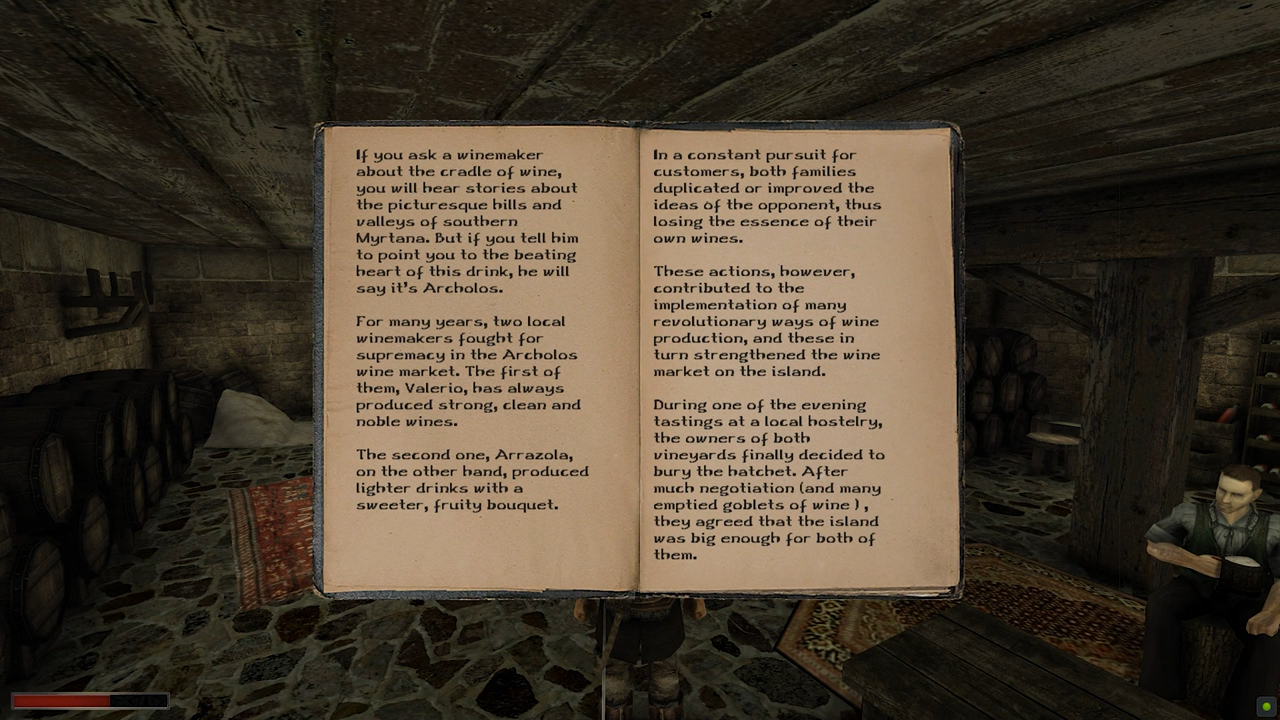 If you ask a winemaker
about the cradle of wine,
you will hear stories about
the picturesque hills and
valleys of southern
Myrtana. But if you tell him
to point you to the beating
heart of this drink, he will
say it's Archolos.
For many years, two local
winemakers fought for
supremacy in the Archolos
wine market. The first of
them, Valerio, has always
produced strong, clean and
noble wines.
The second one, Arrazola,
on the other hand, produced
lighter drinks with a
sweeter, fruity bouquet.
In a constant pursuit for
customers, both families
duplicated or improved the
ideas of the opponent, thus
losing the essence of their
own wines.
These actions, however,
contributed to the
implementation of many
revolutionary ways of wine
production, and these in
turn strengthened the wine
market on the island.
During one of the evening
tastings at a local hostelry,
the owners of both
vineyards finally decided to
bury the hatchet. After
much negotiation (and many
emptied goblets of wine ) ,
they agreed that the island
was big enough for both of
them.